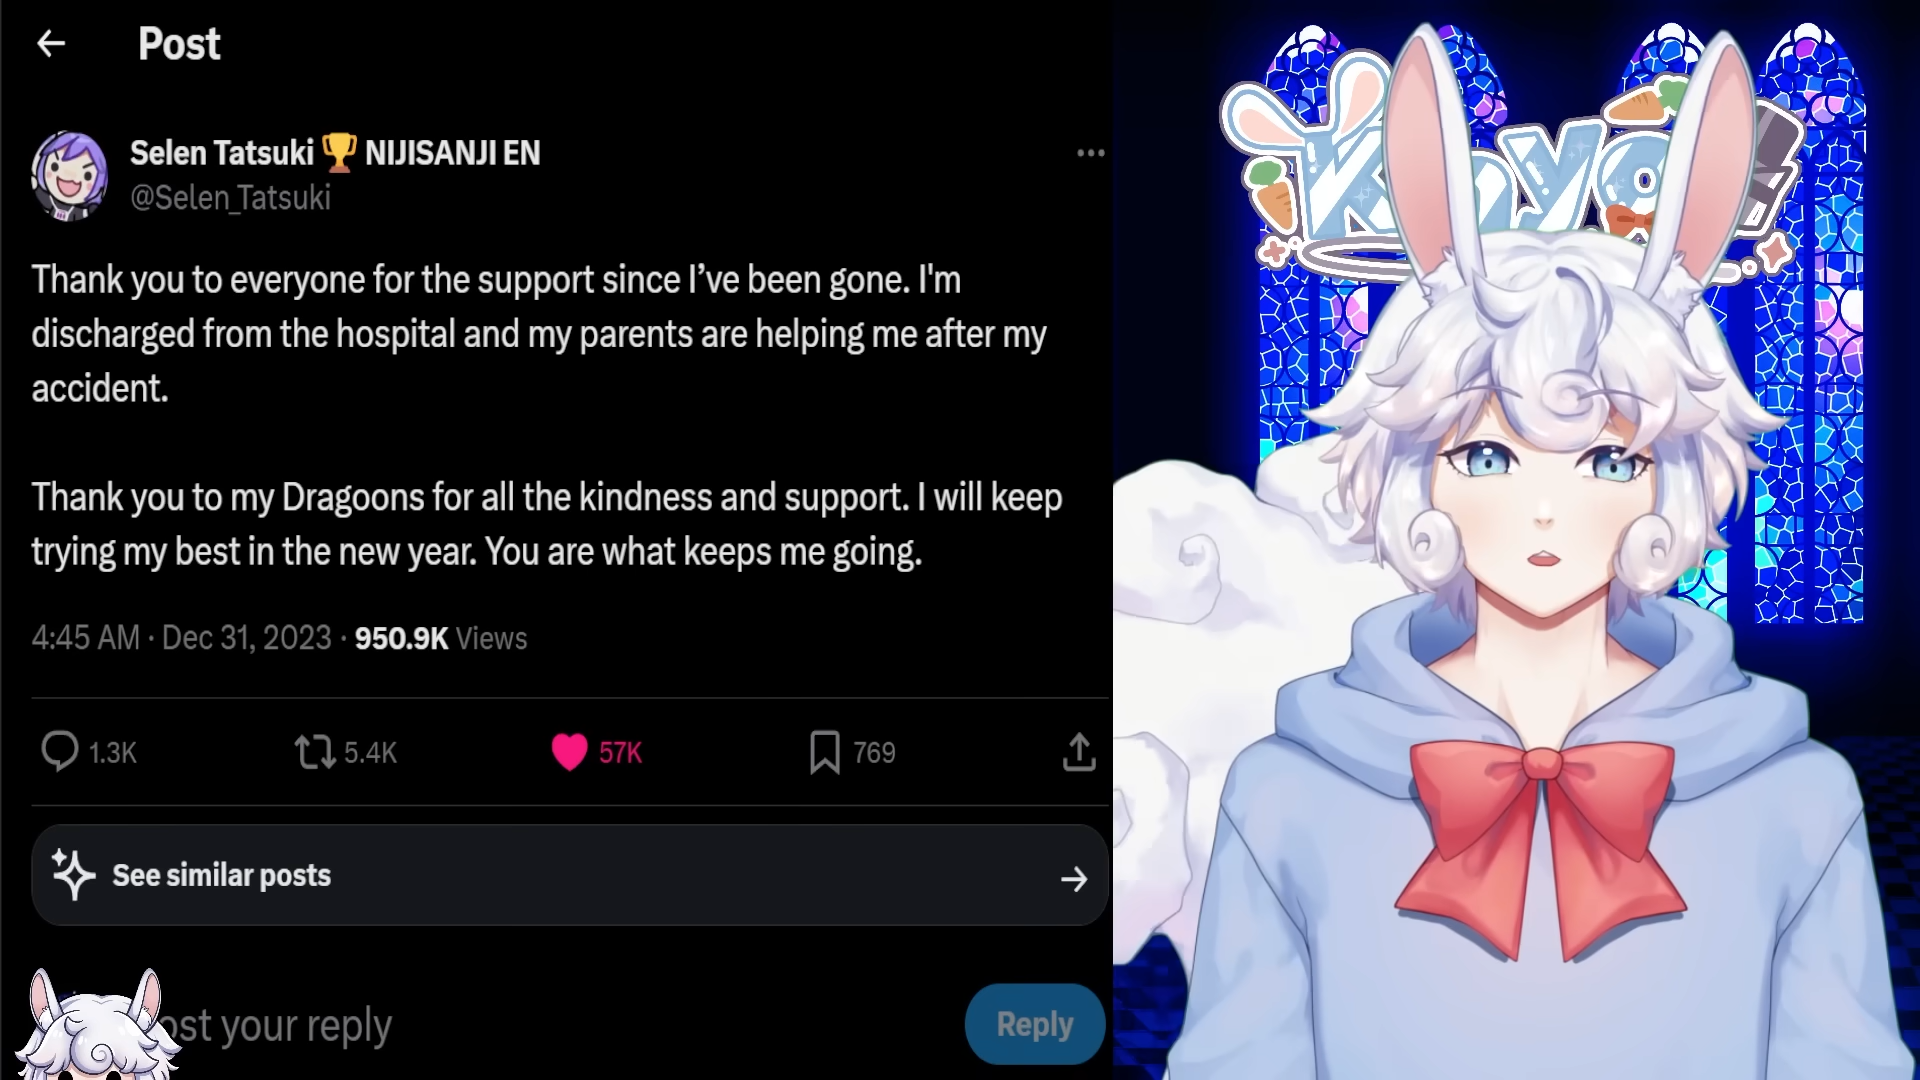 Post
Selen Tatsuki🏆 NIJISANJI EN
@Selen_Tatsuki
Thank you to everyone for the support since I’ve been gone. I'm
discharged from the hospital and my parents are helping me after my
accident.
Thank you to my Dragoons for all the kindness and support. I will keep
trying my best in the new year. You are what keeps me going.
4:45 AM · Dec 31, 2023 · 950.9K Views
1.3K 5.4K 57K 769
See similar posts
ost your reply
Reply